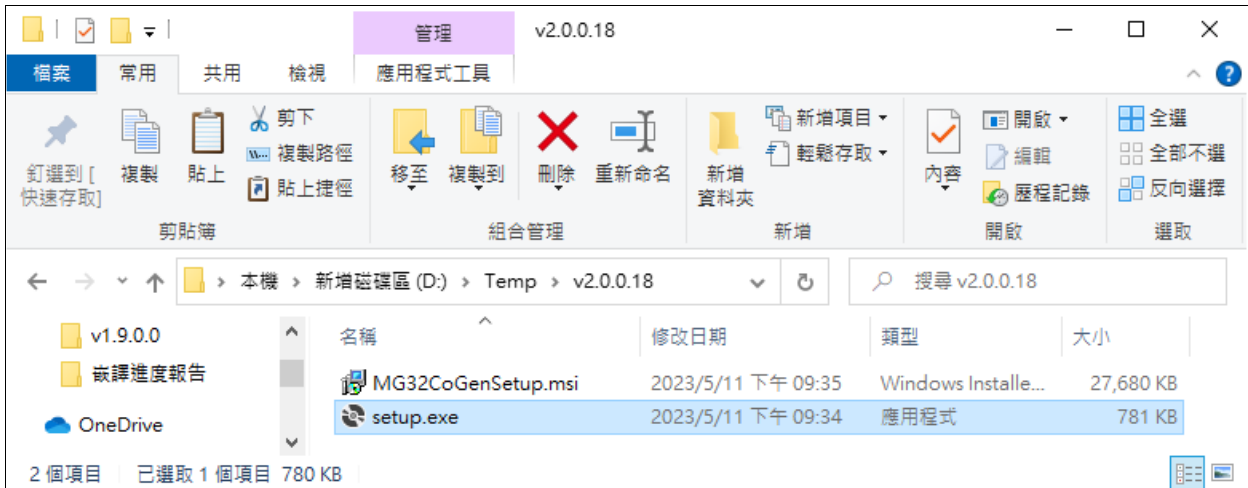 管理 v2.0.0.18
檔案 常用 共用 檢視 應用程式工具
釘選到 [
快速存取]
複製
貼上
剪下
複製路徑
貼上捷徑
剪貼簿
移至
複製到
刪除
重新命名
組合管理
新增
資料夾
新增項目
輕鬆存取
新增
內容
開啟
編輯
歷程記錄
開啟
全選
全部不選
反向選擇
選取
本機 > 新增磁碟區 (D:) > Temp > v2.0.0.18
搜尋 v2.0.0.18
v1.9.0.0
嵌譯進度報告
OneDrive
名稱 修改日期 類型 大小
MG32CoGenSetup.msi 2023/5/11 下午 09:35 Windows Installe... 27,680 KB
setup.exe 2023/5/11 下午 09:34 應用程式 781 KB
2 個項目 已選取 1 個項目 780 KB